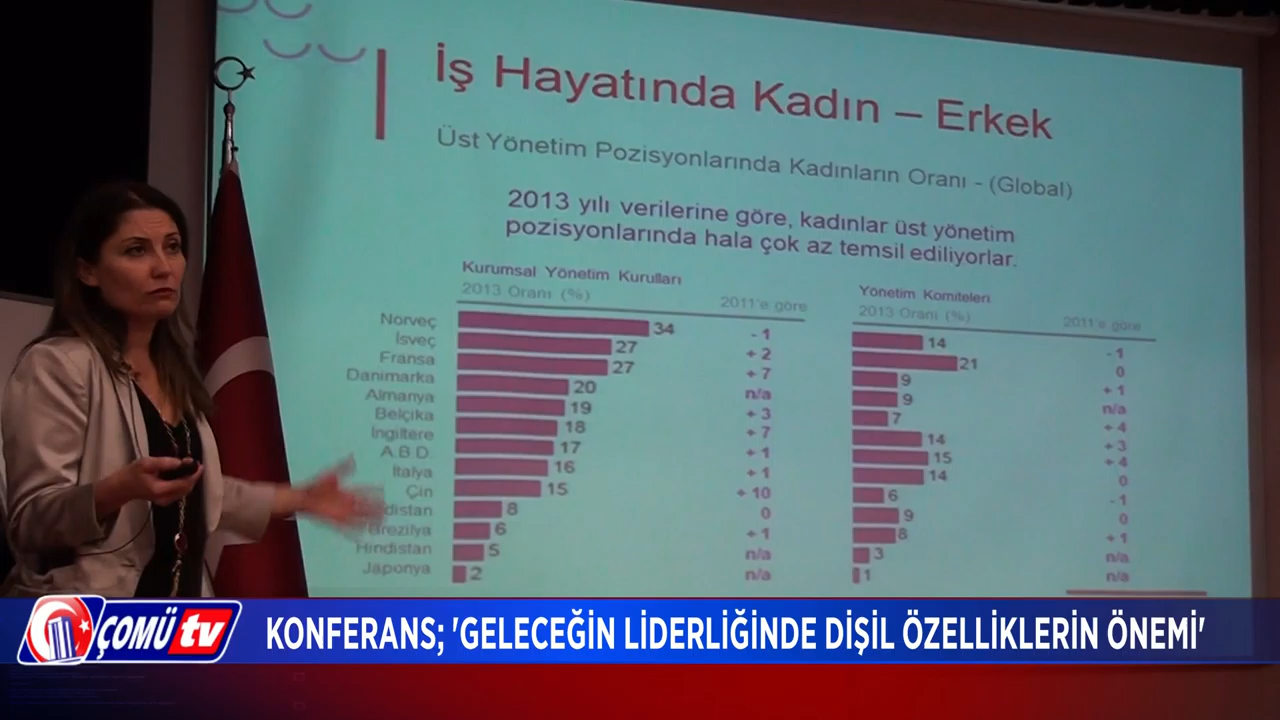 İş Hayatında Kadın – Erkek
Üst Yönetim Pozisyonlarında Kadınların Oranı - (Global)
2013 yılı verilerine göre, kadınlar üst yönetim
pozisyonlarında hala çok az temsil ediliyorlar.
Kurumsal Yönetim Kurulları
2013 Oranı (%)
2011'e göre
Norveç
İsveç
Fransa
Danimarka
Almanya
Belçika
İngiltere
A.B.D.
İtalya
Çin
Brezilya
Hindistan
Japonya
34
27
27
20
19
18
17
16
15
8
6
5
2
- 1
+ 2
+ 7
n/a
+ 3
+ 7
+ 1
+ 1
+ 10
0
+ 1
n/a
n/a
Yönetim Komiteleri
2013 Oranı (%)
2011'e göre
14
21
9
9
7
14
15
14
6
9
8
3
1
- 1
0
+ 1
n/a
+ 4
+ 3
+ 4
0
- 1
0
+ 1
n/a
n/a
ÇOMÜ tv
KONFERANS; 'GELECEĞİN LİDERLİĞİNDE DİŞİL ÖZELLİKLERİN ÖNEMİ'